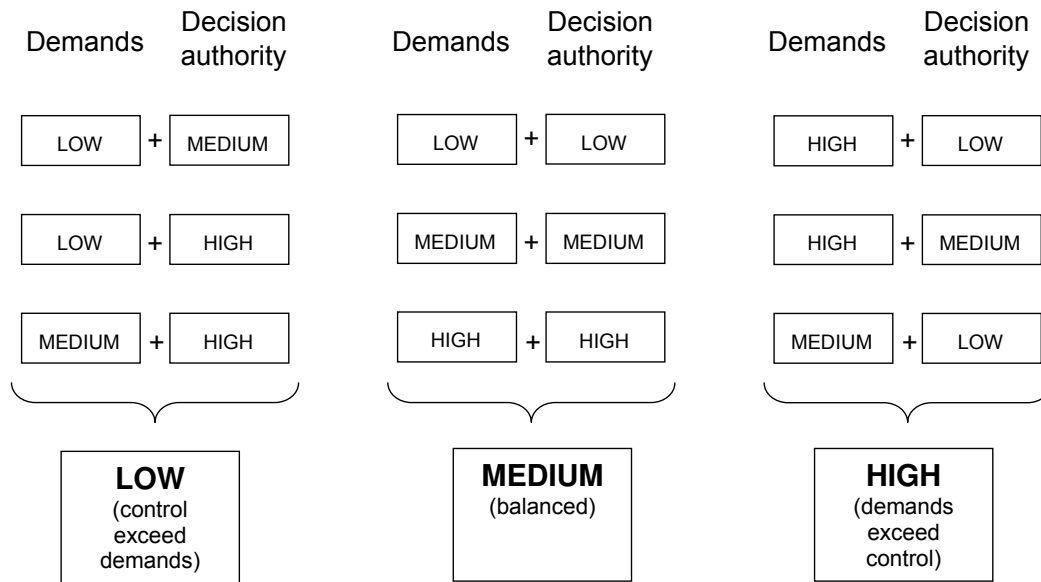 Demands Decision authority Demands Decision authority Demands Decision authority
LOW + MEDIUM LOW + LOW HIGH + LOW
LOW + HIGH MEDIUM + MEDIUM HIGH + MEDIUM
MEDIUM + HIGH HIGH + HIGH MEDIUM + LOW
LOW
(control
exceed
demands)
MEDIUM
(balanced)
HIGH
(demands
exceed
control)